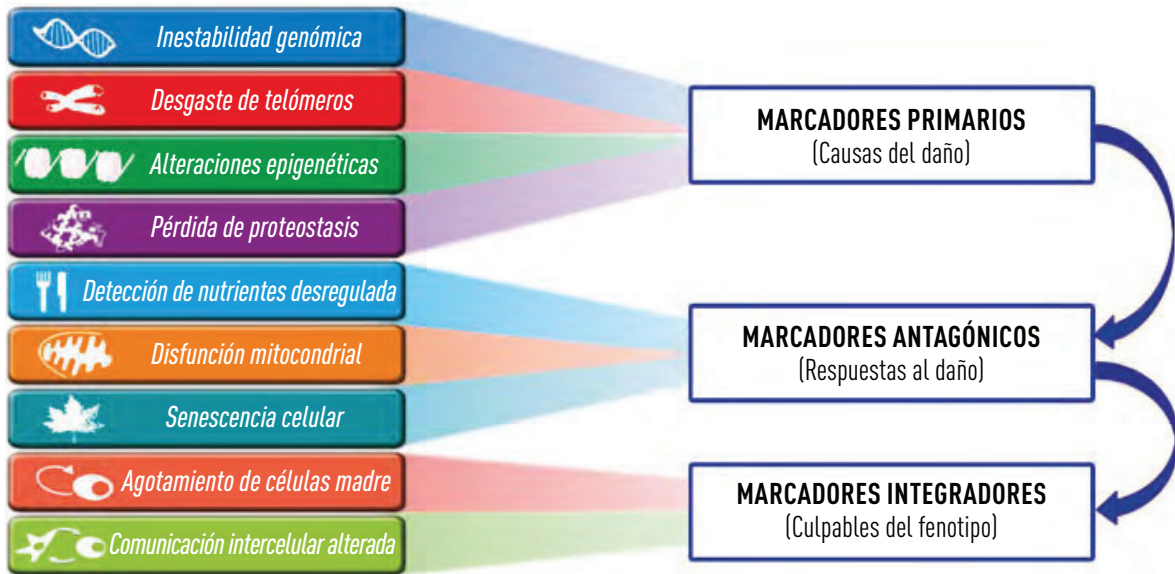 Inestabilidad genómica
Desgaste de telómeros
Alteraciones epigenéticas
Pérdida de proteostasis
Detección de nutrientes desregulada
Disfunción mitocondrial
Senescencia celular
Agotamiento de células madre
Comunicación intercelular alterada
MARCADORES PRIMARIOS
(Causas del daño)
MARCADORES ANTAGÓNICOS
(Respuestas al daño)
MARCADORES INTEGRADORES
(Culpables del fenotipo)